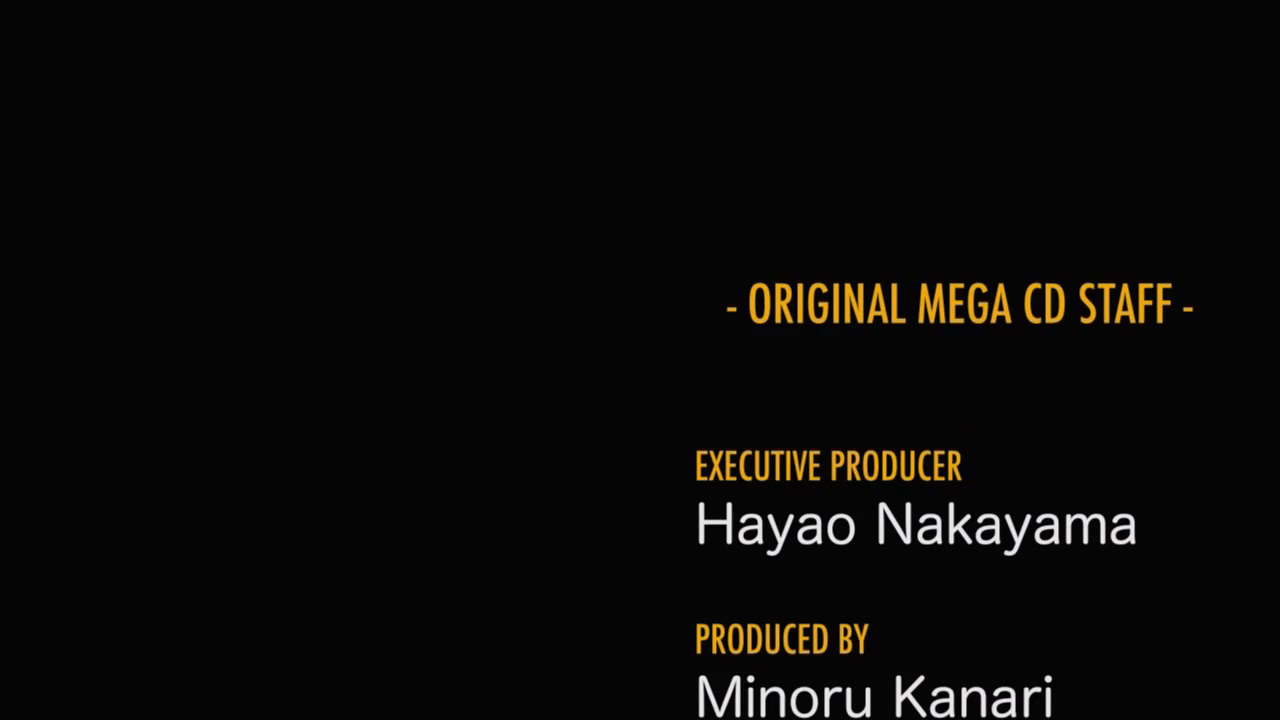 - ORIGINAL MEGA CD STAFF -
EXECUTIVE PRODUCER
Hayao Nakayama
PRODUCED BY
Minoru Kanari